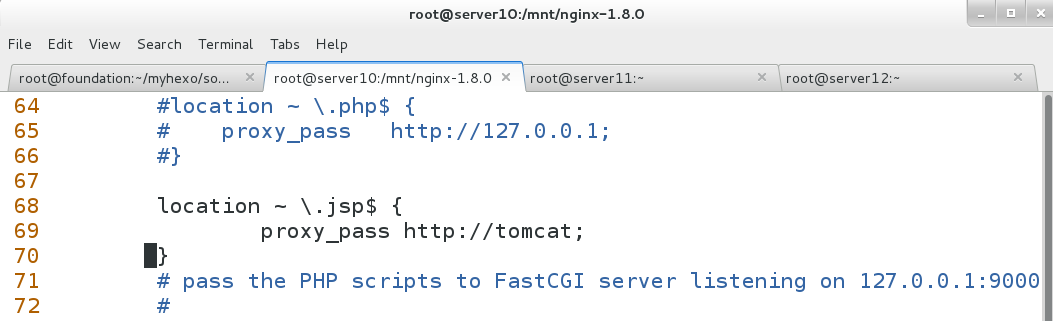 root@server10:/mnt/nginx-1.8.0
File Edit View Search Terminal Tabs Help
root@foundation:~/myhexo/so... × root@server10:/mnt/nginx-1.8.0 × root@server11:~ × root@server12:~ ×
64 #location ~ \.php$ {
65 #    proxy_pass   http://127.0.0.1;
66 #}
67
68 location ~ \.jsp$ {
69         proxy_pass http://tomcat;
70 }
71 # pass the PHP scripts to FastCGI server listening on 127.0.0.1:9000
72 #